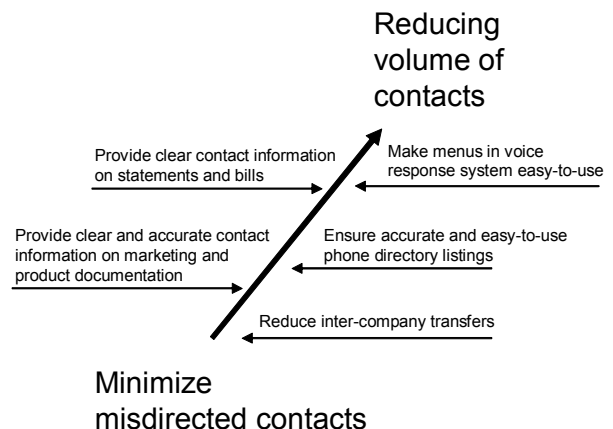 Reducing
volume of
contacts
Provide clear contact information
on statements and bills
Make menus in voice
response system easy-to-use
Provide clear and accurate contact
information on marketing and
product documentation
Ensure accurate and easy-to-use
phone directory listings
Reduce inter-company transfers
Minimize
misdirected contacts